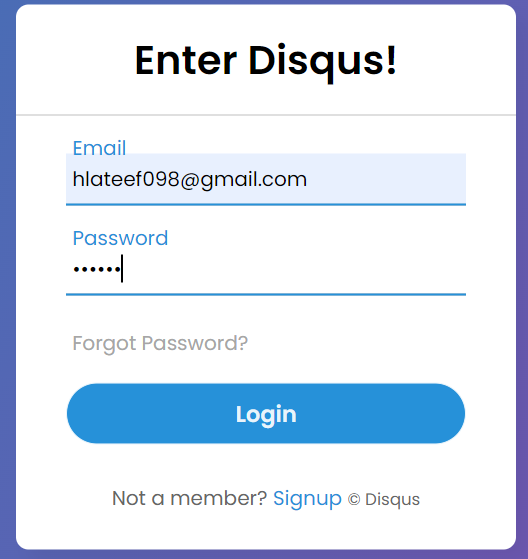 Enter Disqus!
Email
hlateef098@gmail.com
Password
••••••
Forgot Password?
Login
Not a member? Signup © Disqus